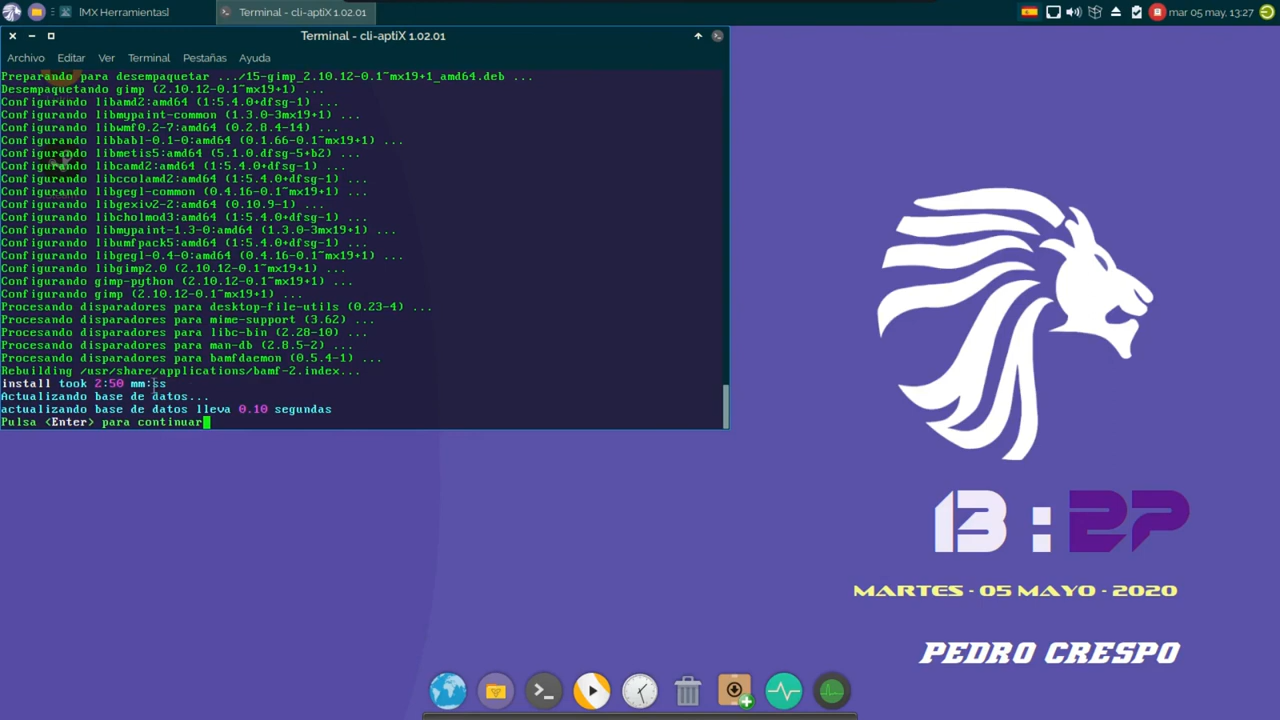 [MX Herramientas]
Terminal - cli-aptiX 1.02.01
mar 05 may, 13:27
Terminal - cli-aptiX 1.02.01
Archivo Editar Ver Terminal Pestañas Ayuda
Preparando para desempaquetar .../15-gimp_2.10.12-0.1~mx19+1_amd64.deb ...
Desempaquetando gimp (2.10.12-0.1~mx19+1) ...
Configurando libamd2:amd64 (1:5.4.0+dfsg-1) ...
Configurando libmypaint-common (1.3.0-3mx19+1) ...
Configurando libwmf0.2-7:amd64 (0.2.8.4-14) ...
Configurando libbabl-0.1-0:amd64 (0.1.66-0.1~mx19+1) ...
Configurando libmetis5:amd64 (5.1.0.dfsg-5+b2) ...
Configurando libcamd2:amd64 (1:5.4.0+dfsg-1) ...
Configurando libccolamd2:amd64 (1:5.4.0+dfsg-1) ...
Configurando libgegl-common (0.4.16-0.1~mx19+1) ...
Configurando libgexiv2-2:amd64 (0.10.9-1) ...
Configurando libcholmod3:amd64 (1:5.4.0+dfsg-1) ...
Configurando libmypaint-1.3-0:amd64 (1.3.0-3mx19+1) ...
Configurando libumfpack5:amd64 (1:5.4.0+dfsg-1) ...
Configurando libgegl-0.4-0:amd64 (0.4.16-0.1~mx19+1) ...
Configurando libgimp2.0 (2.10.12-0.1~mx19+1) ...
Configurando gimp-python (2.10.12-0.1~mx19+1) ...
Configurando gimp (2.10.12-0.1~mx19+1) ...
Procesando disparadores para desktop-file-utils (0.23-4) ...
Procesando disparadores para mime-support (3.62) ...
Procesando disparadores para libc-bin (2.28-10) ...
Procesando disparadores para man-db (2.8.5-2) ...
Procesando disparadores para bamfdaemon (0.5.4-1) ...
Rebuilding /usr/share/applications/bamf-2.index...
install took 2:50 mm:ss
Actualizando base de datos...
actualizando base de datos lleva 0.10 segundas
Pulsa <Enter> para continuar
13:27
MARTES - 05 MAYO - 2020
PEDRO CRESPO